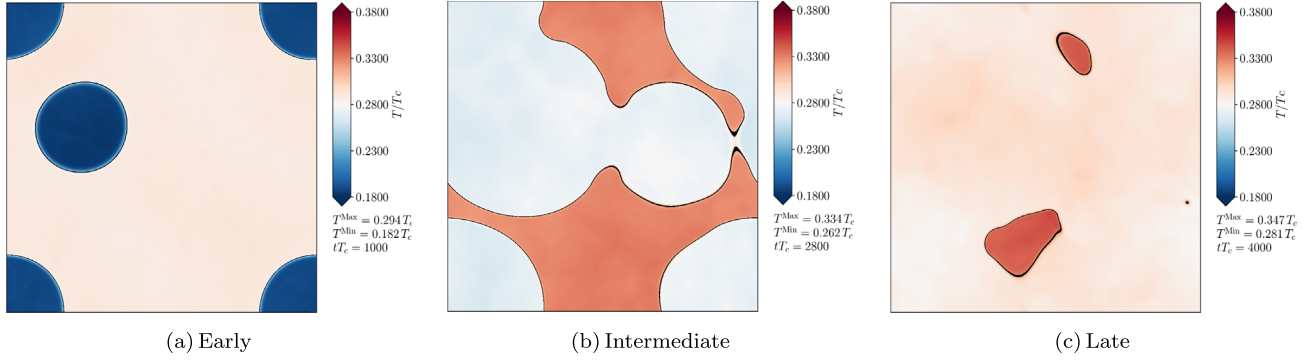 0.3800
0.3300
0.2800
0.2300
0.1800
T/Tc
T^Max = 0.294 T_c
T^Min = 0.182 T_c
tT_c = 1000
(a) Early
0.3800
0.3300
0.2800
0.2300
0.1800
T/Tc
T^Max = 0.334 T_c
T^Min = 0.262 T_c
tT_c = 2800
(b) Intermediate
0.3800
0.3300
0.2800
0.2300
0.1800
T/Tc
T^Max = 0.347 T_c
T^Min = 0.281 T_c
tT_c = 4000
(c) Late